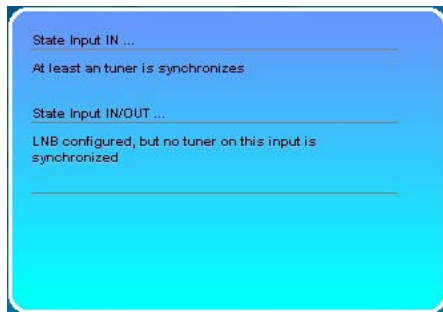 State Input IN ...
At least an tuner is synchronizes
State Input IN/OUT ...
LNB configured, but no tuner on this input is
synchronized